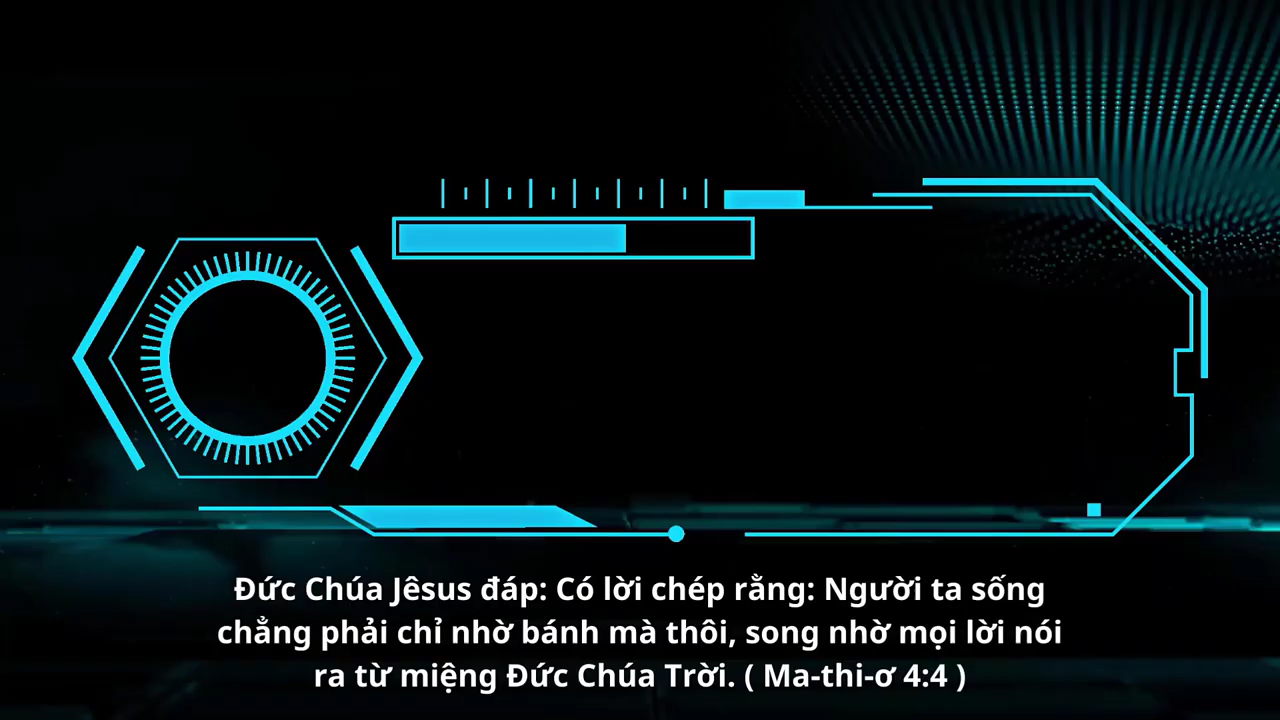 Đức Chúa Jêsus đáp: Có lời chép rằng: Người ta sống
chẳng phải chỉ nhờ bánh mà thôi, song nhờ mọi lời nói
ra từ miệng Đức Chúa Trời. ( Ma-thi-ơ 4:4 )